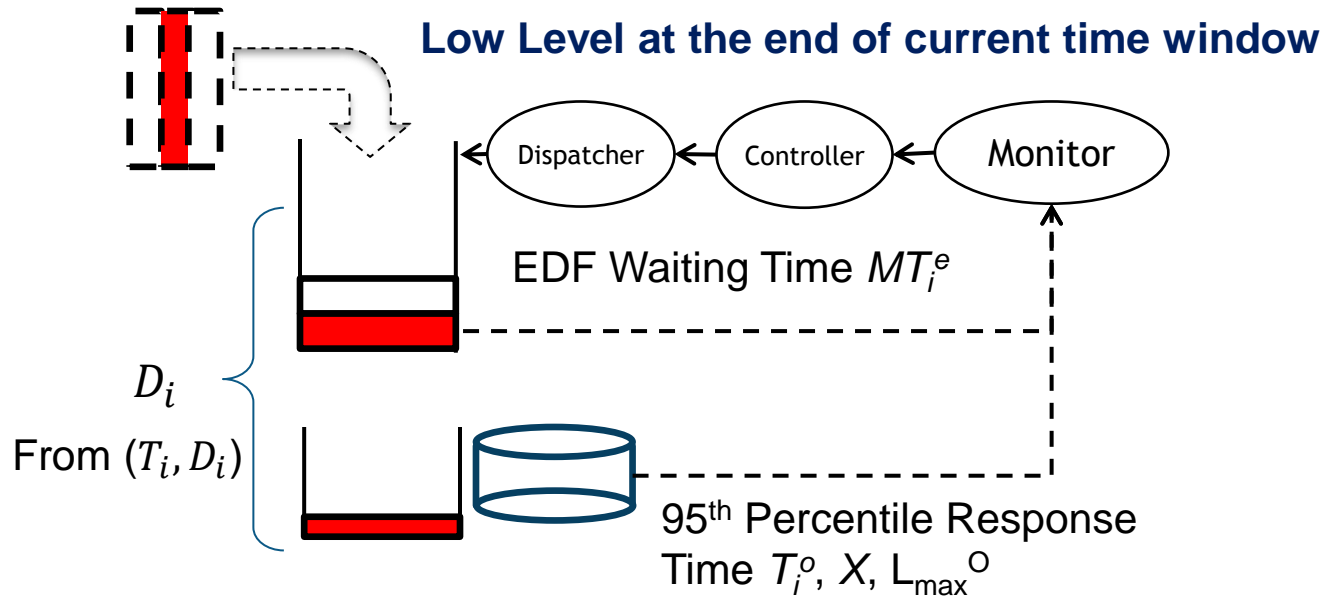 Low Level at the end of current time window
Dispatcher
Controller
Monitor
EDF Waiting Time MTᵢᵉ
Dᵢ
From (Tᵢ, Dᵢ)
95ᵗʰ Percentile Response
Time Tᵢᵒ, X, Lₘₐₓᴼ